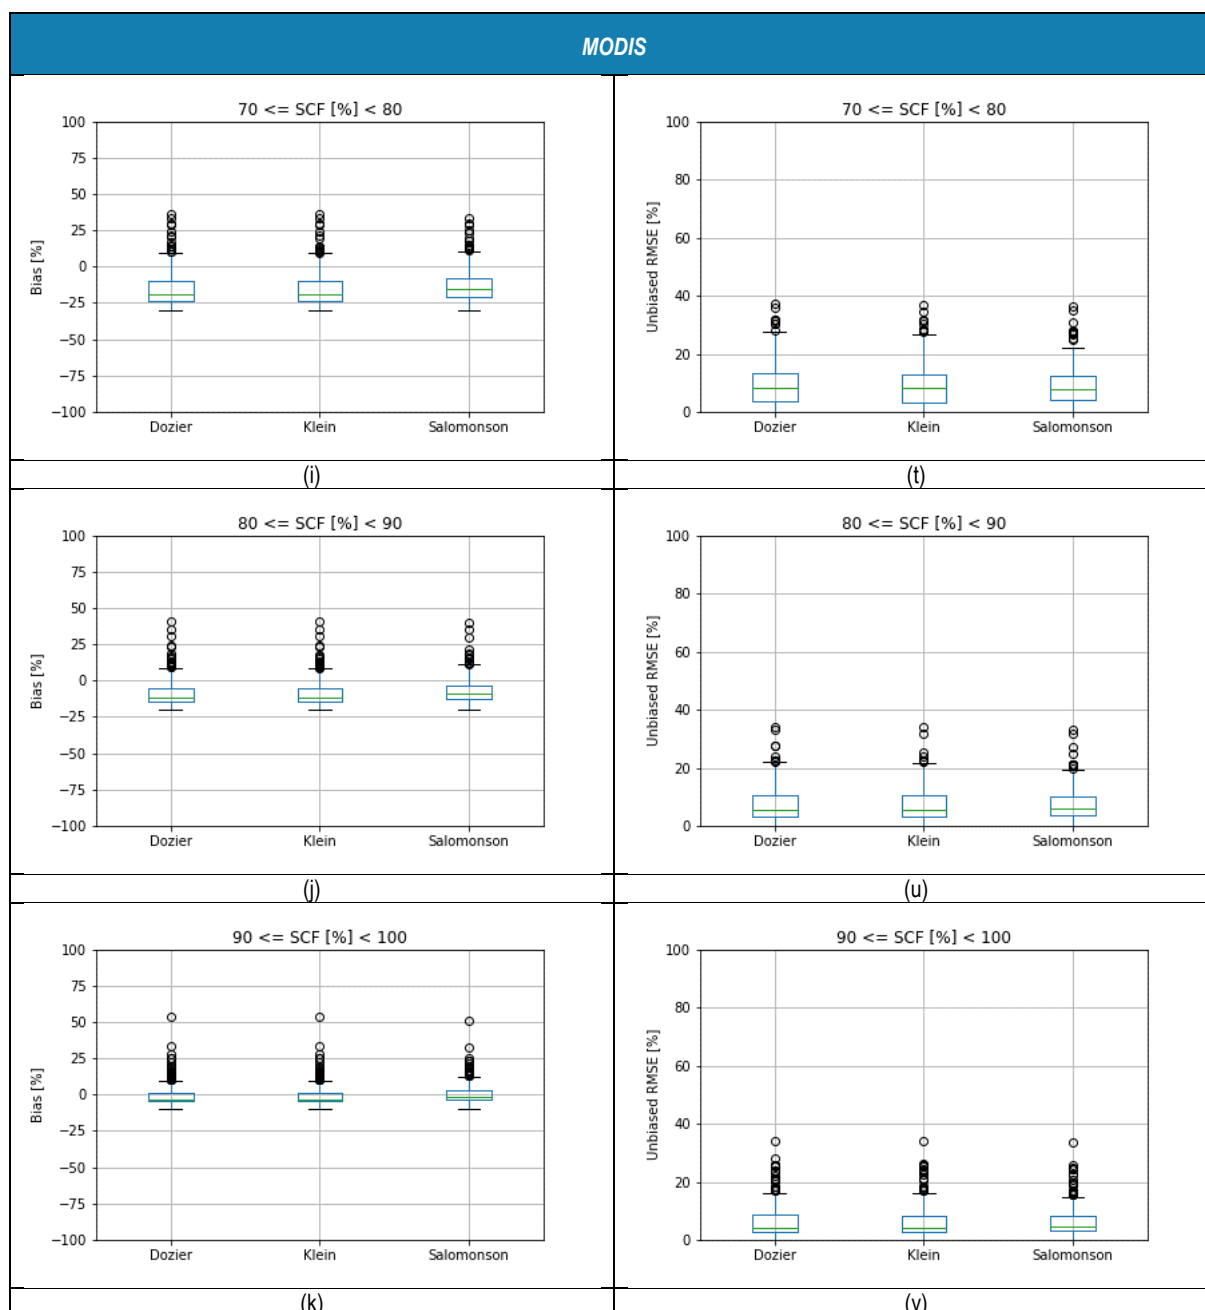 MODIS
70 <= SCF [%] < 80
100
75
50
25
0
−25
−50
−75
−100
Bias [%]
Dozier Klein Salomonson
70 <= SCF [%] < 80
100
80
60
40
20
0
Unbiased RMSE [%]
Dozier Klein Salomonson
(i) (t)
80 <= SCF [%] < 90
100
75
50
25
0
−25
−50
−75
−100
Bias [%]
Dozier Klein Salomonson
80 <= SCF [%] < 90
100
80
60
40
20
0
Unbiased RMSE [%]
Dozier Klein Salomonson
(j) (u)
90 <= SCF [%] < 100
100
75
50
25
0
−25
−50
−75
−100
Bias [%]
Dozier Klein Salomonson
90 <= SCF [%] < 100
100
80
60
40
20
0
Unbiased RMSE [%]
Dozier Klein Salomonson
(k) (v)